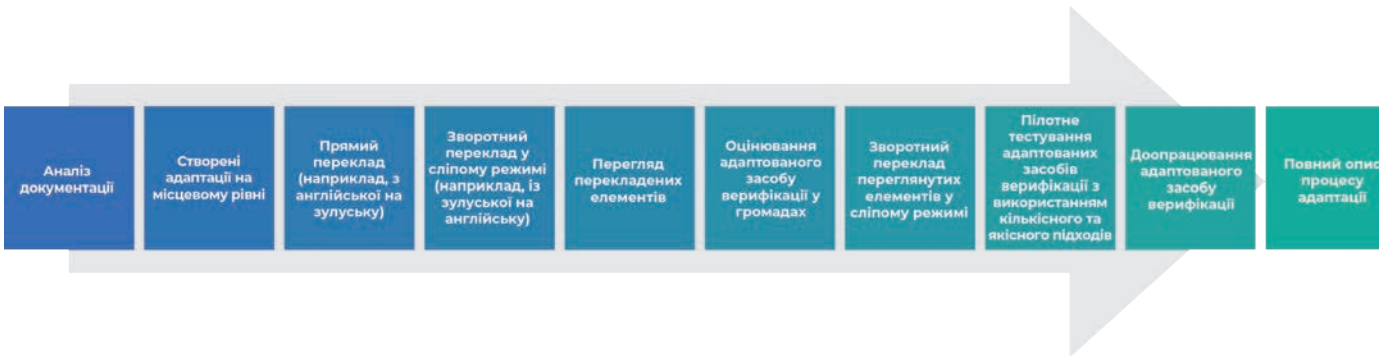 Аналіз
документації
Створені
адаптації на
місцевому рівні
Прямий
переклад
(наприклад, з
англійської на
зулуську)
Зворотний
переклад у
сліпому режимі
(наприклад, із
зулуської на
англійську)
Перегляд
перекладених
елементів
Оцінювання
адаптованого
засобу
верифікації у
громадах
Зворотний
переклад
переглянутих
елементів у
сліпому режимі
Пілотне
тестування
адаптованих
засобів
верифікації з
використанням
кількісного та
якісного підходів
Доопрацювання
адаптованого
засобу
верифікації
Повний опис
процесу
адаптації